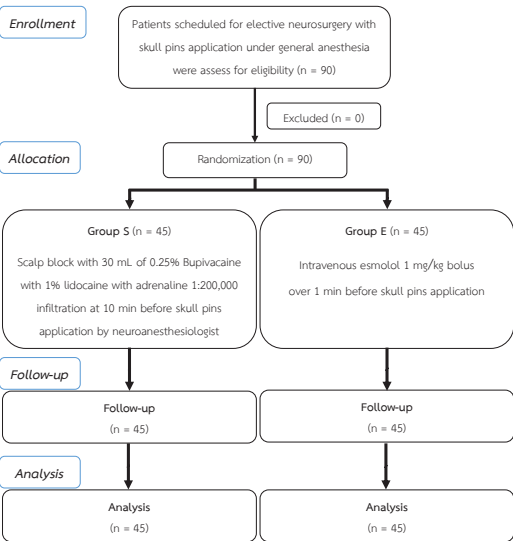 Enrollment
Patients scheduled for elective neurosurgery with
skull pins application under general anesthesia
were assess for eligibility (n = 90)
Excluded (n = 0)
Allocation
Randomization (n = 90)
Group S (n = 45)
Scalp block with 30 mL of 0.25% Bupivacaine
with 1% lidocaine with adrenaline 1:200,000
infiltration at 10 min before skull pins
application by neuroanesthesiologist
Group E (n = 45)
Intravenous esmolol 1 mg/kg bolus
over 1 min before skull pins application
Follow-up
Follow-up
(n = 45)
Follow-up
(n = 45)
Analysis
Analysis
(n = 45)
Analysis
(n = 45)